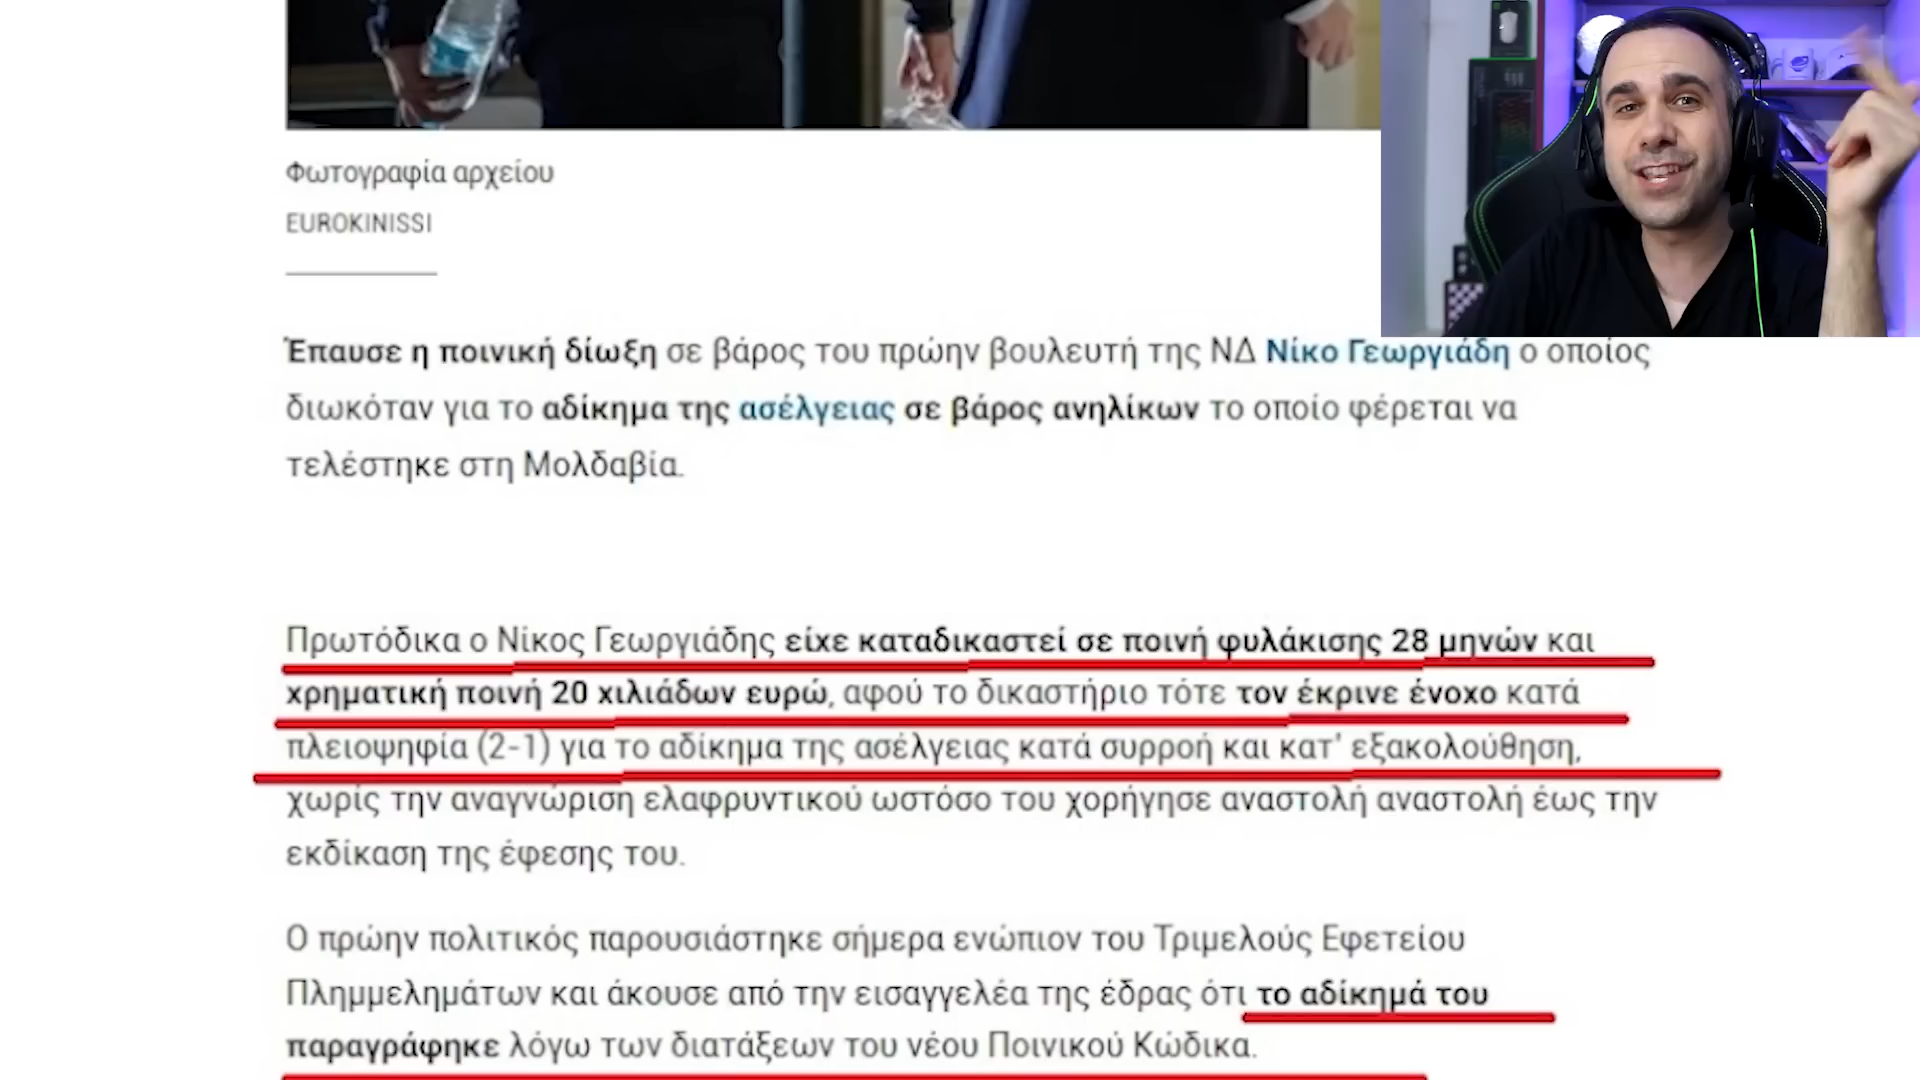 Φωτογραφία αρχείου
EUROKINISSI
Έπαυσε η ποινική δίωξη σε βάρος του πρώην βουλευτή της ΝΔ Νίκο Γεωργιάδη ο οποίος
διωκόταν για το αδίκημα της ασέλγειας σε βάρος ανηλίκων το οποίο φέρεται να
τελέστηκε στη Μολδαβία.
Πρωτόδικα ο Νίκος Γεωργιάδης είχε καταδικαστεί σε ποινή φυλάκισης 28 μηνών και
χρηματική ποινή 20 χιλιάδων ευρώ, αφού το δικαστήριο τότε τον έκρινε ένοχο κατά
πλειοψηφία (2-1) για το αδίκημα της ασέλγειας κατά συρροή και κατ' εξακολούθηση,
χωρίς την αναγνώριση ελαφρυντικού ωστόσο του χορήγησε αναστολή αναστολή έως την
εκδίκαση της έφεσης του.
Ο πρώην πολιτικός παρουσιάστηκε σήμερα ενώπιον του Τριμελούς Εφετείου
Πλημμελημάτων και άκουσε από την εισαγγελέα της έδρας ότι το αδίκημά του
παραγράφηκε λόγω των διατάξεων του νέου Ποινικού Κώδικα.